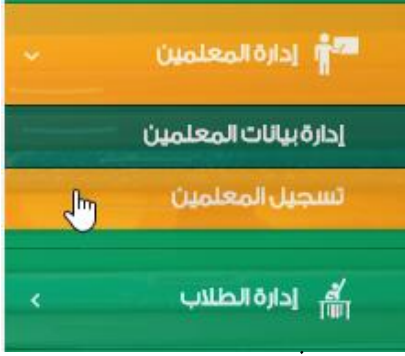 إدارة المعلمين
إدارة بيانات المعلمين
تسجيل المعلمين
إدارة الطلاب